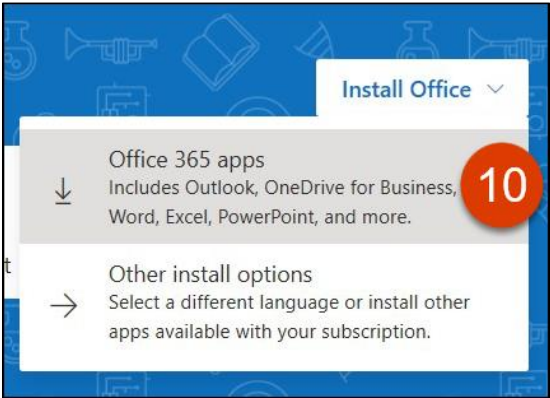 Install Office
Office 365 apps
Includes Outlook, OneDrive for Business,
Word, Excel, PowerPoint, and more.
10
t
Other install options
Select a different language or install other
apps available with your subscription.